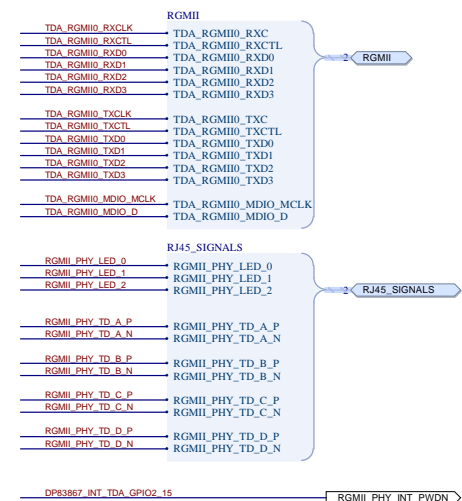 RGMII
TDA_RGMII0_RXCLK TDA_RGMII0_RXC
TDA_RGMII0_RXCTL TDA_RGMII0_RXCTL
TDA_RGMII0_RXD0 TDA_RGMII0_RXD0 2 RGMII
TDA_RGMII0_RXD1 TDA_RGMII0_RXD1
TDA_RGMII0_RXD2 TDA_RGMII0_RXD2
TDA_RGMII0_RXD3 TDA_RGMII0_RXD3
TDA_RGMII0_TXCLK TDA_RGMII0_TXC
TDA_RGMII0_TXCTL TDA_RGMII0_TXCTL
TDA_RGMII0_TXD0 TDA_RGMII0_TXD0
TDA_RGMII0_TXD1 TDA_RGMII0_TXD1
TDA_RGMII0_TXD2 TDA_RGMII0_TXD2
TDA_RGMII0_TXD3 TDA_RGMII0_TXD3
TDA_RGMII0_MDIO_MCLK TDA_RGMII0_MDIO_MCLK
TDA_RGMII0_MDIO_D TDA_RGMII0_MDIO_D
RJ45_SIGNALS
RGMII_PHY_LED_0 RGMII_PHY_LED_0
RGMII_PHY_LED_1 RGMII_PHY_LED_1
RGMII_PHY_LED_2 RGMII_PHY_LED_2 2 RJ45_SIGNALS
RGMII_PHY_TD_A_P RGMII_PHY_TD_A_P
RGMII_PHY_TD_A_N RGMII_PHY_TD_A_N
RGMII_PHY_TD_B_P RGMII_PHY_TD_B_P
RGMII_PHY_TD_B_N RGMII_PHY_TD_B_N
RGMII_PHY_TD_C_P RGMII_PHY_TD_C_P
RGMII_PHY_TD_C_N RGMII_PHY_TD_C_N
RGMII_PHY_TD_D_P RGMII_PHY_TD_D_P
RGMII_PHY_TD_D_N RGMII_PHY_TD_D_N
DP83867_INT_TDA_GPIO2_15 RGMII_PHY_INT_PWDN